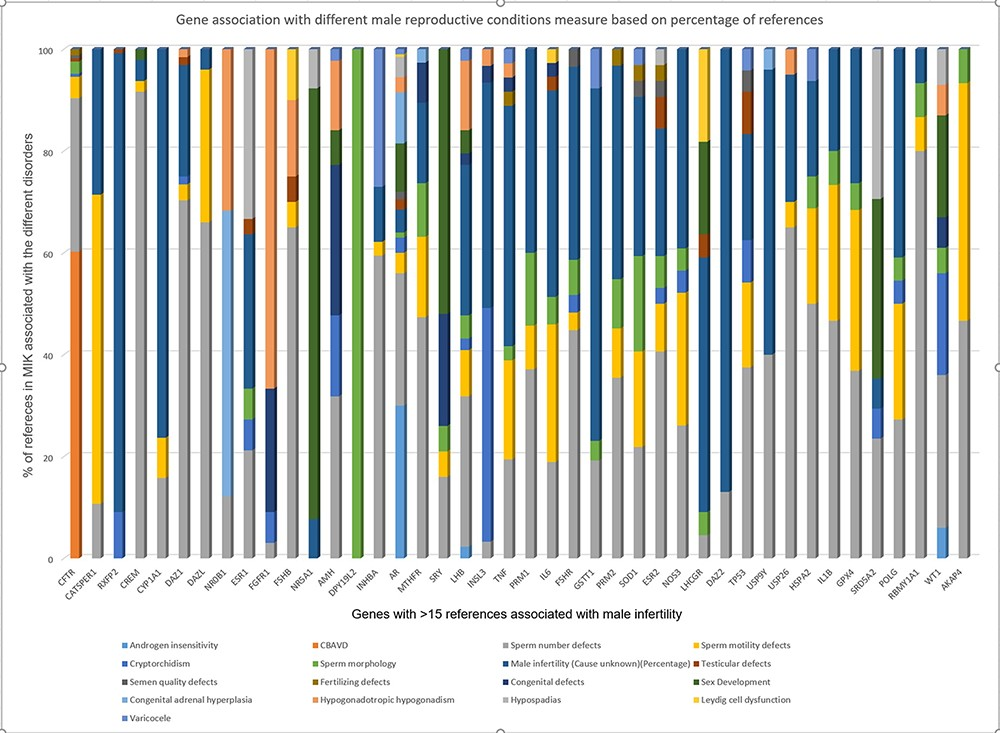 Gene association with different male reproductive conditions measure based on percentage of references
% of refereces in MIK associated with the different disorders
100
80
60
40
20
0
CFTR
CATSPER1
RXFP2
CREM
CYP1A1
DAZ1
DAZL
NR0B1
ESR1
FGFR1
FSHB
NR5A1
AMH
DPY19L2
INHBA
AR
MTHFR
SRY
LHB
INSL3
TNF
PRM1
IL6
FSHR
GSTT1
PRM2
SOD1
ESR2
NOS3
LHCGR
DAZ2
TP53
USP9Y
USP26
HSPA2
IL1B
GPX4
SRD5A2
POLG
RBMY1A1
WT1
AKAP4
Genes with >15 references associated with male infertility
Androgen insensitivity CBAVD Sperm number defects Sperm motility defects
Cryptorchidism Sperm morphology Male infertility (Cause unknown)(Percentage) Testicular defects
Semen quality defects Fertilizing defects Congenital defects Sex Development
Congenital adrenal hyperplasia Hypogonadotropic hypogonadism Hypospadias Leydig cell dysfunction
Varicocele